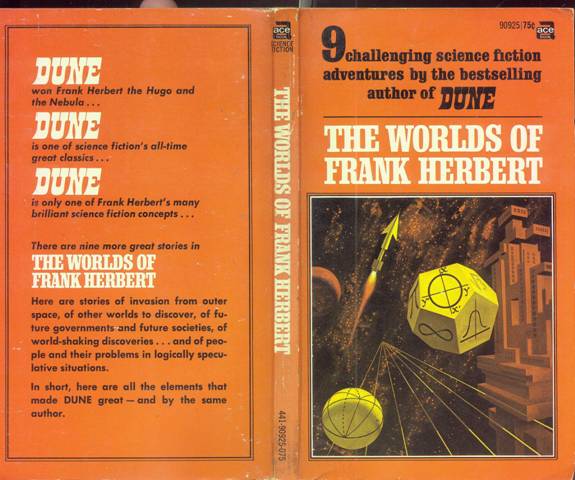 DUNE
won Frank Herbert the Hugo and
the Nebula . . .
DUNE
is one of science fiction's all-time
great classics . . .
DUNE
is only one of Frank Herbert's many
brilliant science fiction concepts . . .
There are nine more great stories in
THE WORLDS OF
FRANK HERBERT
Here are stories of invasion from outer
space, of other worlds to discover, of fu-
ture governments and future societies, of
world-shaking discoveries . . . and of peo-
ple and their problems in logically specu-
lative situations.
In short, here are all the elements that
made DUNE great — and by the same
author.
ace
SCIENCE
FICTION
THE WORLDS OF FRANK HERBERT
441-90925-075
90925 75c
ace
9 challenging science fiction
adventures by the bestselling
author of DUNE
THE WORLDS OF
FRANK HERBERT